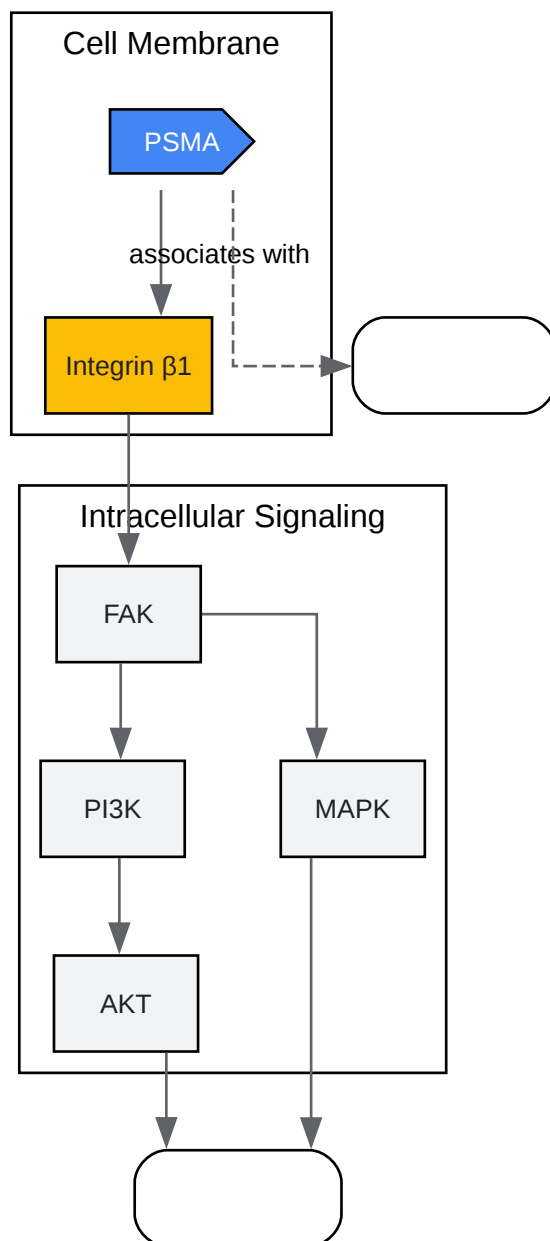 Cell Membrane
PSMA
associates with
Integrin β1
Intracellular Signaling
FAK
PI3K
MAPK
AKT